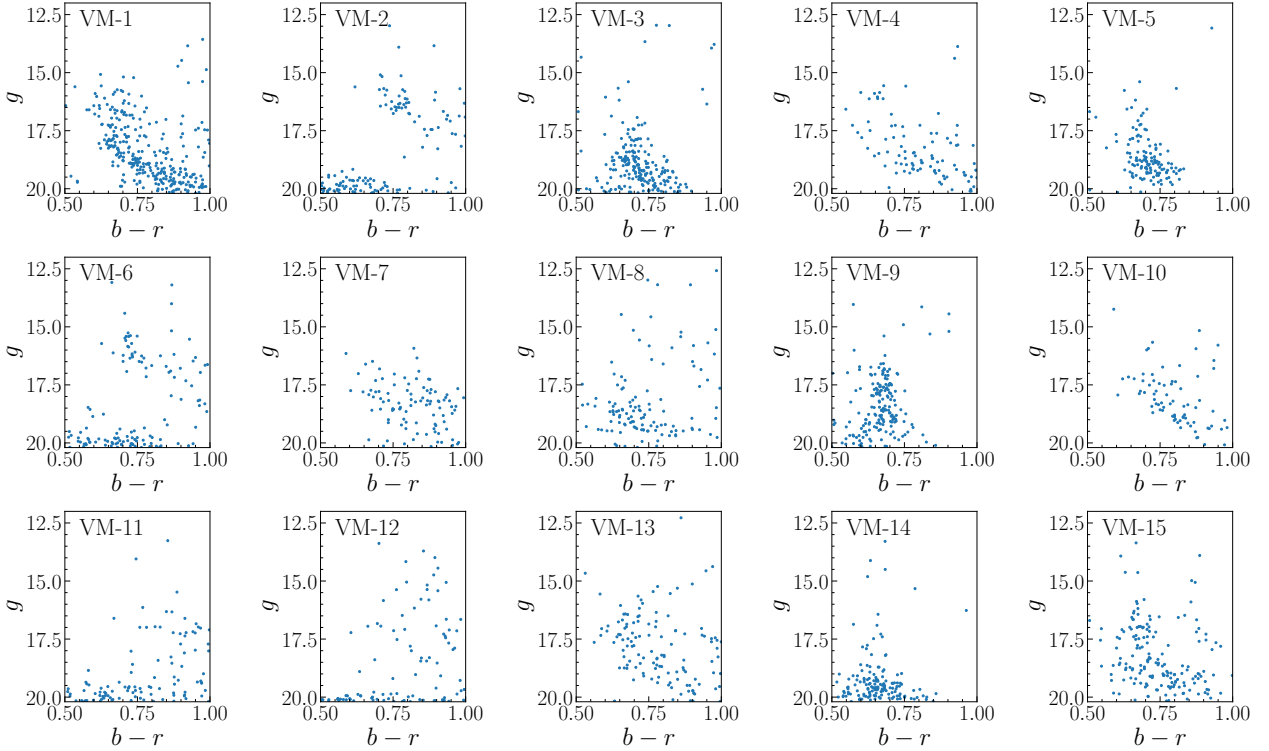 VM-1 VM-2 VM-3 VM-4 VM-5
12.5 12.5 12.5 12.5 12.5
15.0 15.0 15.0 15.0 15.0
g g g g g
17.5 17.5 17.5 17.5 17.5
20.0 20.0 20.0 20.0 20.0
0.50 0.75 1.00 0.50 0.75 1.00 0.50 0.75 1.00 0.50 0.75 1.00 0.50 0.75 1.00
b − r b − r b − r b − r b − r
VM-6 VM-7 VM-8 VM-9 VM-10
12.5 12.5 12.5 12.5 12.5
15.0 15.0 15.0 15.0 15.0
g g g g g
17.5 17.5 17.5 17.5 17.5
20.0 20.0 20.0 20.0 20.0
0.50 0.75 1.00 0.50 0.75 1.00 0.50 0.75 1.00 0.50 0.75 1.00 0.50 0.75 1.00
b − r b − r b − r b − r b − r
VM-11 VM-12 VM-13 VM-14 VM-15
12.5 12.5 12.5 12.5 12.5
15.0 15.0 15.0 15.0 15.0
g g g g g
17.5 17.5 17.5 17.5 17.5
20.0 20.0 20.0 20.0 20.0
0.50 0.75 1.00 0.50 0.75 1.00 0.50 0.75 1.00 0.50 0.75 1.00 0.50 0.75 1.00
b − r b − r b − r b − r b − r